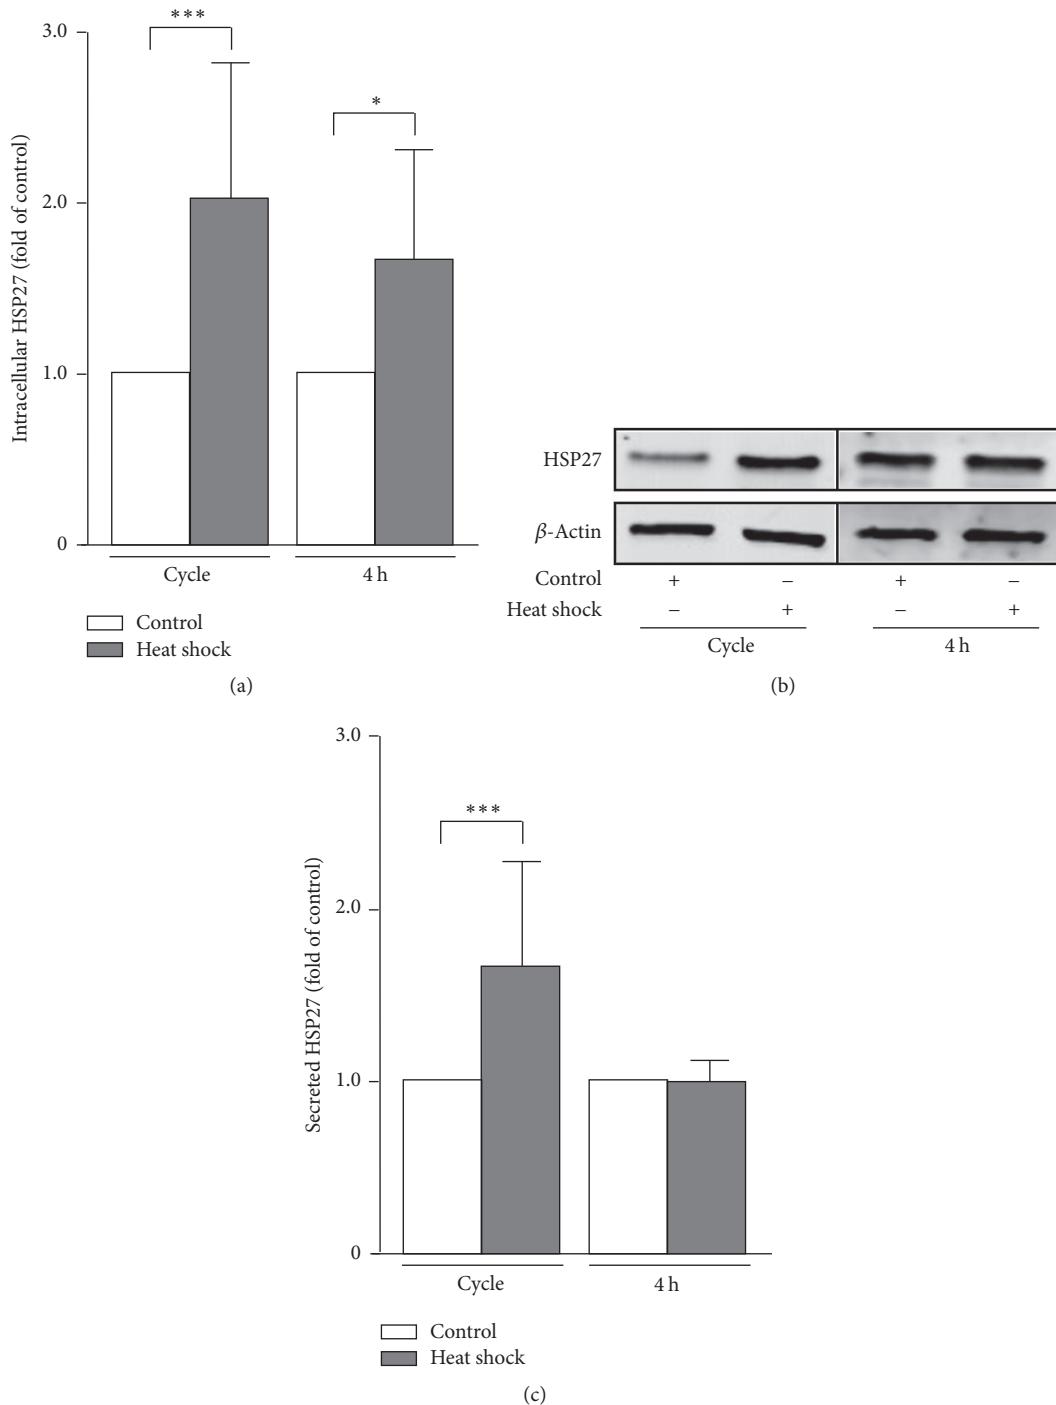 ***
3.0
*
2.0
1.0
0
Intracellular HSP27 (fold of control)
Cycle
4 h
Control
Heat shock
(a)
HSP27
β-Actin
Control + − + −
Heat shock − + − +
Cycle 4 h
(b)
3.0
***
2.0
1.0
0
Secreted HSP27 (fold of control)
Cycle
4 h
Control
Heat shock
(c)